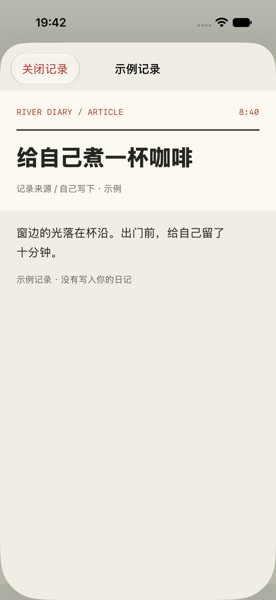 19:42
关闭记录
示例记录
RIVER DIARY / ARTICLE
8:40
给自己煮一杯咖啡
记录来源 / 自己写下 · 示例
窗边的光落在杯沿。出门前，给自己留了
十分钟。
示例记录 · 没有写入你的日记